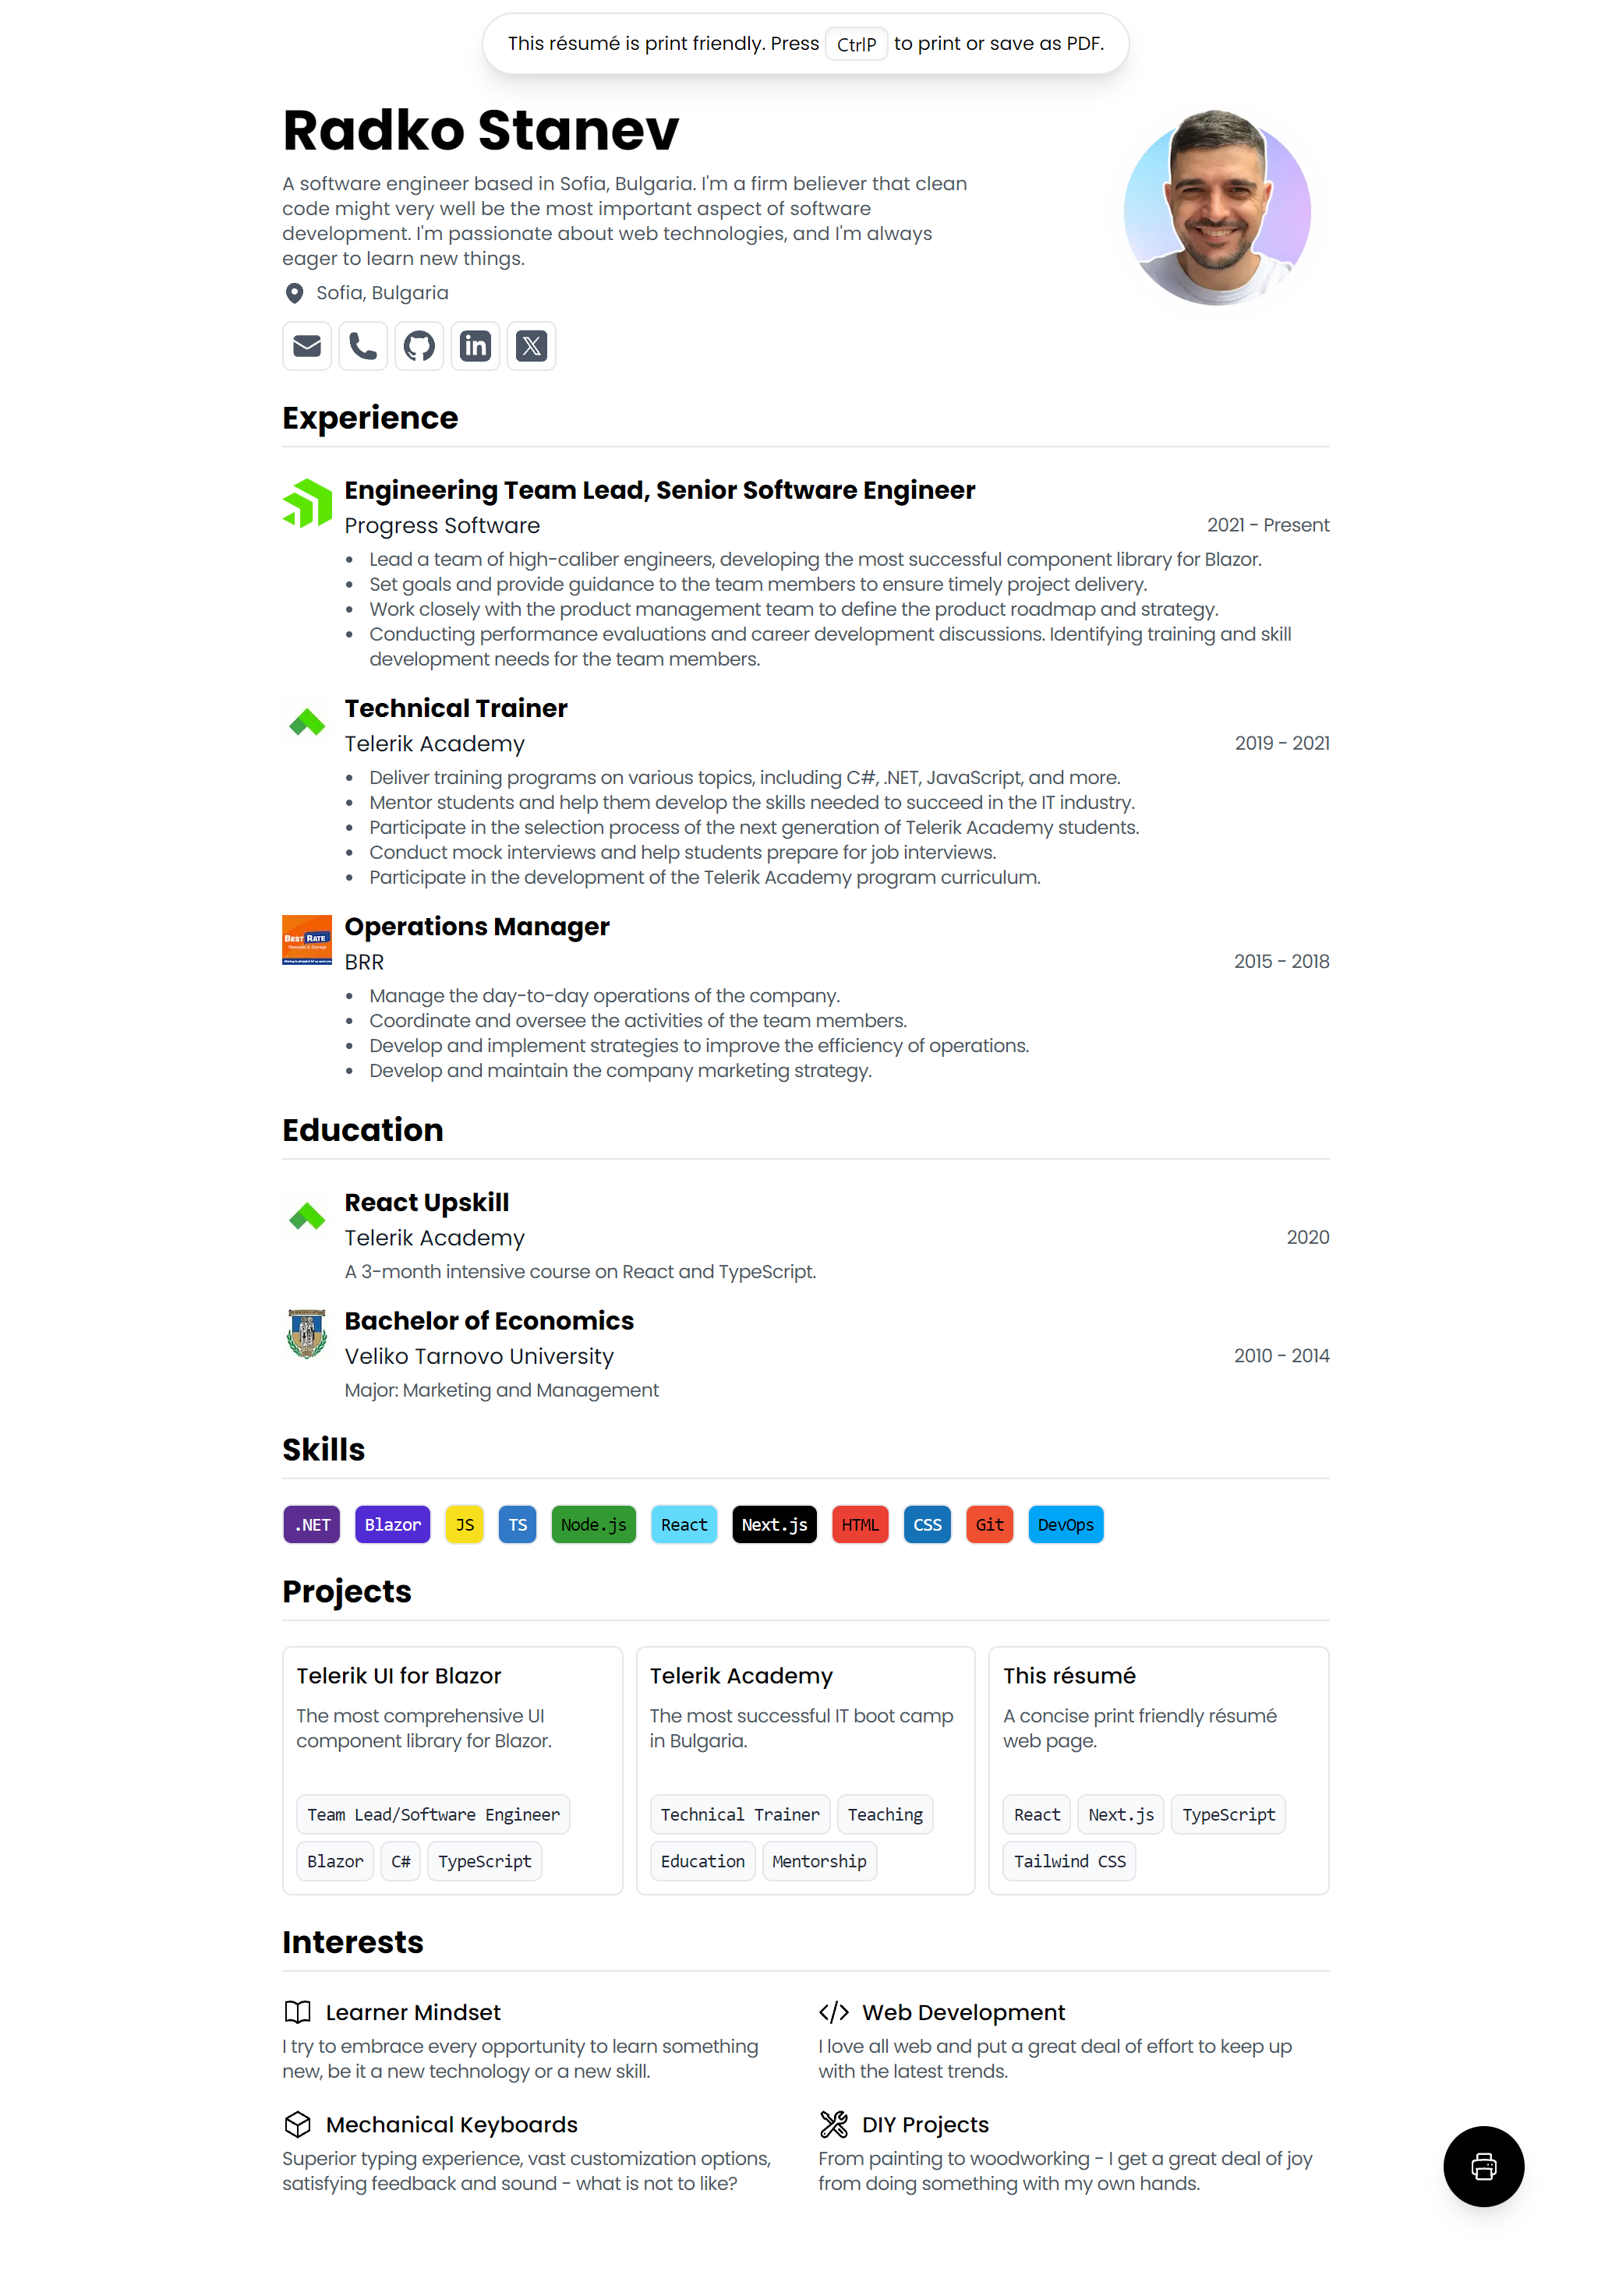 This résumé is print friendly. Press CtrlP to print or save as PDF.
Radko Stanev
A software engineer based in Sofia, Bulgaria. I'm a firm believer that clean
code might very well be the most important aspect of software
development. I'm passionate about web technologies, and I'm always
eager to learn new things.
Sofia, Bulgaria
Experience
Engineering Team Lead, Senior Software Engineer
Progress Software 2021 - Present
• Lead a team of high-caliber engineers, developing the most successful component library for Blazor.
• Set goals and provide guidance to the team members to ensure timely project delivery.
• Work closely with the product management team to define the product roadmap and strategy.
• Conducting performance evaluations and career development discussions. Identifying training and skill
development needs for the team members.
Technical Trainer
Telerik Academy 2019 - 2021
• Deliver training programs on various topics, including C#, .NET, JavaScript, and more.
• Mentor students and help them develop the skills needed to succeed in the IT industry.
• Participate in the selection process of the next generation of Telerik Academy students.
• Conduct mock interviews and help students prepare for job interviews.
• Participate in the development of the Telerik Academy program curriculum.
BEST RATE
Operations Manager
BRR 2015 - 2018
• Manage the day-to-day operations of the company.
• Coordinate and oversee the activities of the team members.
• Develop and implement strategies to improve the efficiency of operations.
• Develop and maintain the company marketing strategy.
Education
React Upskill
Telerik Academy 2020
A 3-month intensive course on React and TypeScript.
Bachelor of Economics
Veliko Tarnovo University 2010 - 2014
Major: Marketing and Management
Skills
.NET Blazor JS TS Node.js React Next.js HTML CSS Git DevOps
Projects
Telerik UI for Blazor
The most comprehensive UI
component library for Blazor.
Team Lead/Software Engineer
Blazor C# TypeScript
Telerik Academy
The most successful IT boot camp
in Bulgaria.
Technical Trainer Teaching
Education Mentorship
This résumé
A concise print friendly résumé
web page.
React Next.js TypeScript
Tailwind CSS
Interests
Learner Mindset
I try to embrace every opportunity to learn something
new, be it a new technology or a new skill.
Web Development
I love all web and put a great deal of effort to keep up
with the latest trends.
Mechanical Keyboards
Superior typing experience, vast customization options,
satisfying feedback and sound - what is not to like?
DIY Projects
From painting to woodworking - I get a great deal of joy
from doing something with my own hands.